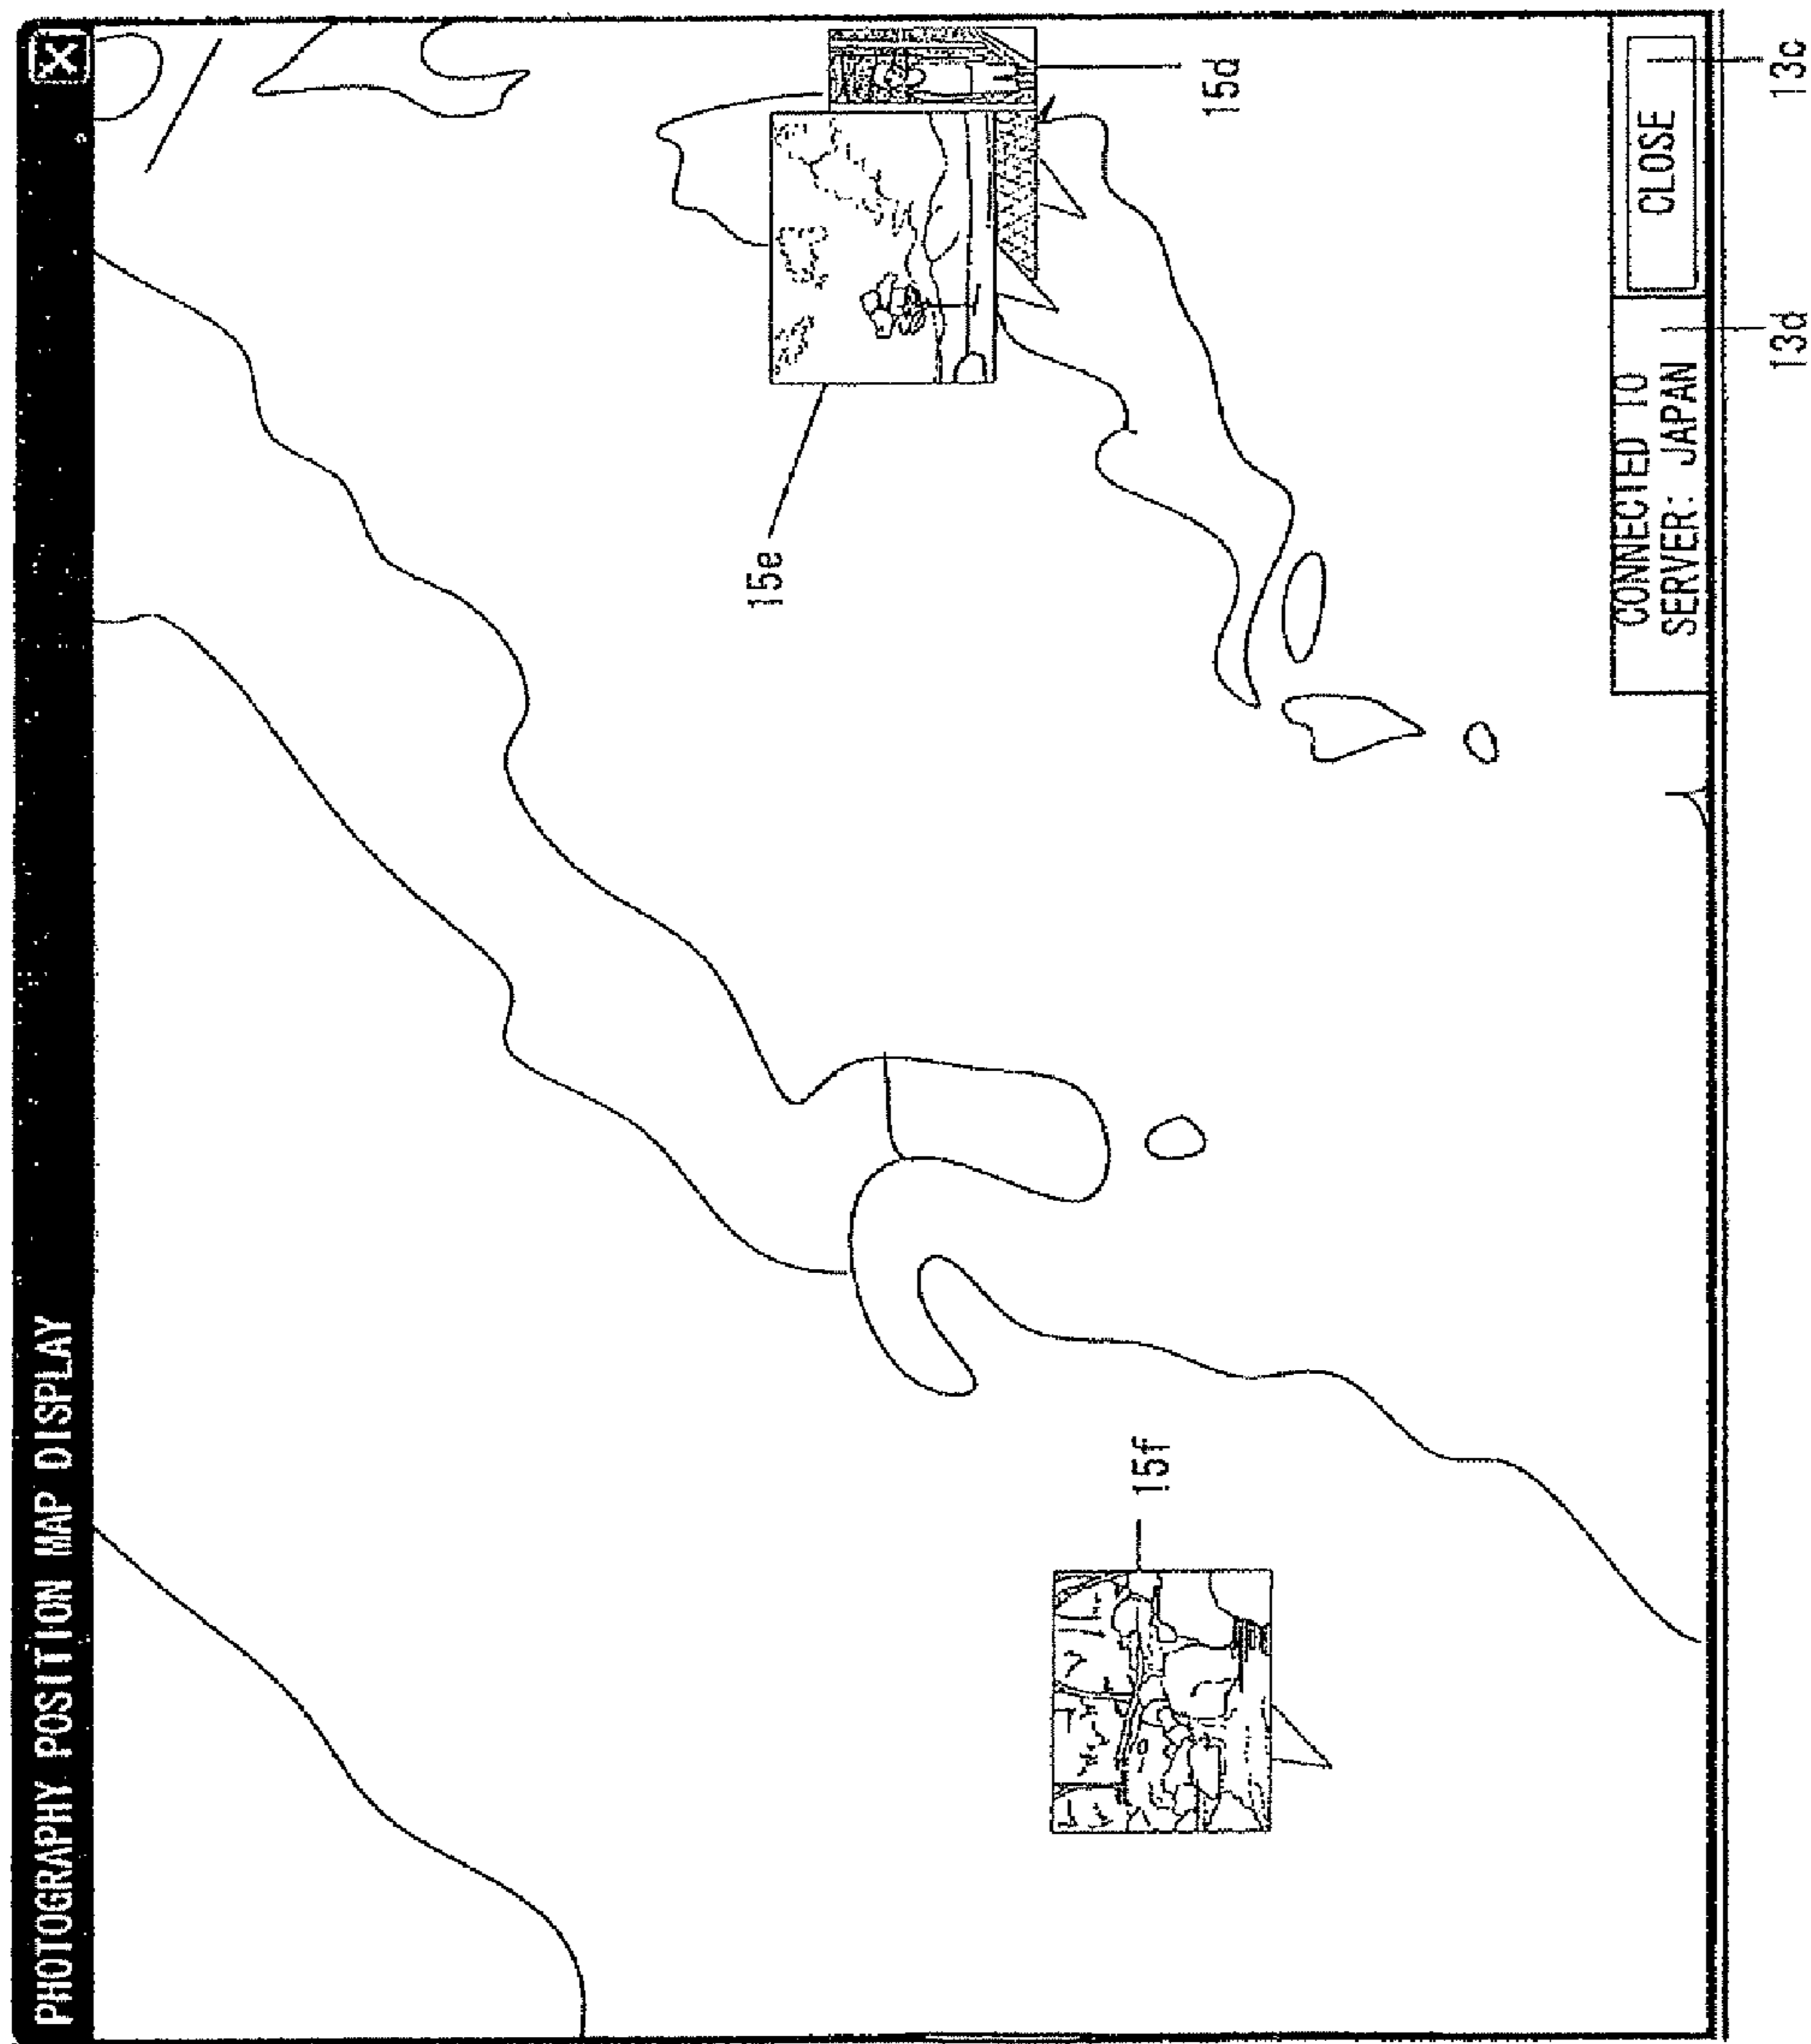 PHOTOGRAPHY POSITION MAP DISPLAY
X
15e
15d
15f
CONNECTED TO
SERVER: JAPAN
CLOSE
13d
13c